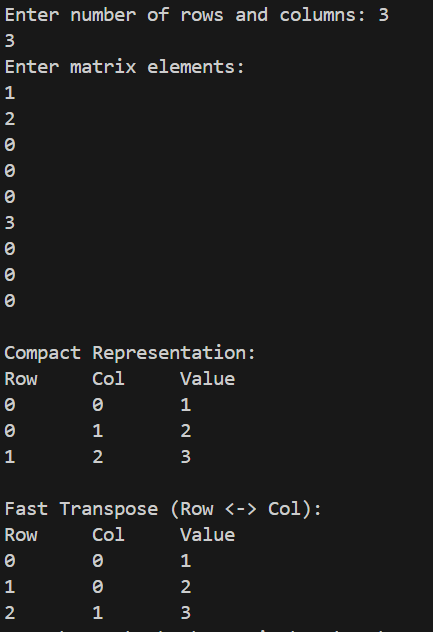 Enter number of rows and columns: 3
3
Enter matrix elements:
1
2
0
0
0
3
0
0
0
Compact Representation:
Row Col Value
0 0 1
0 1 2
1 2 3
Fast Transpose (Row <-> Col):
Row Col Value
0 0 1
1 0 2
2 1 3